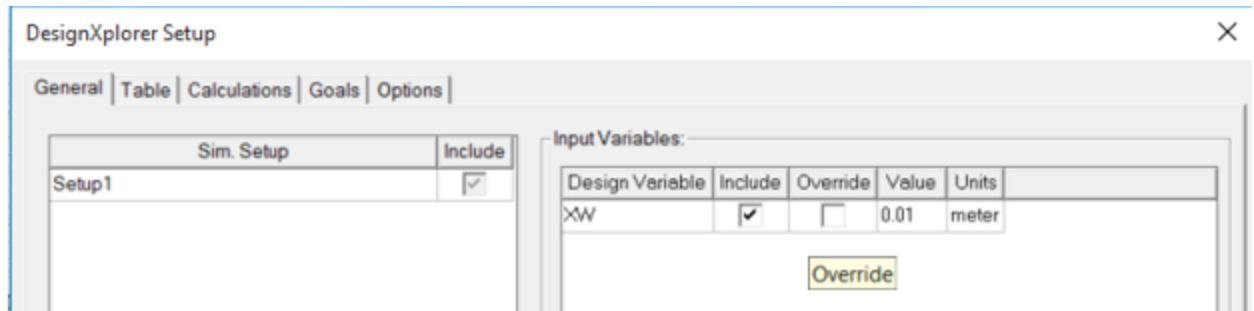 DesignXplorer Setup
General Table Calculations Goals Options
Sim. Setup Include
Setup1
Input Variables:
Design Variable Include Override Value Units
XW 0.01 meter
Override